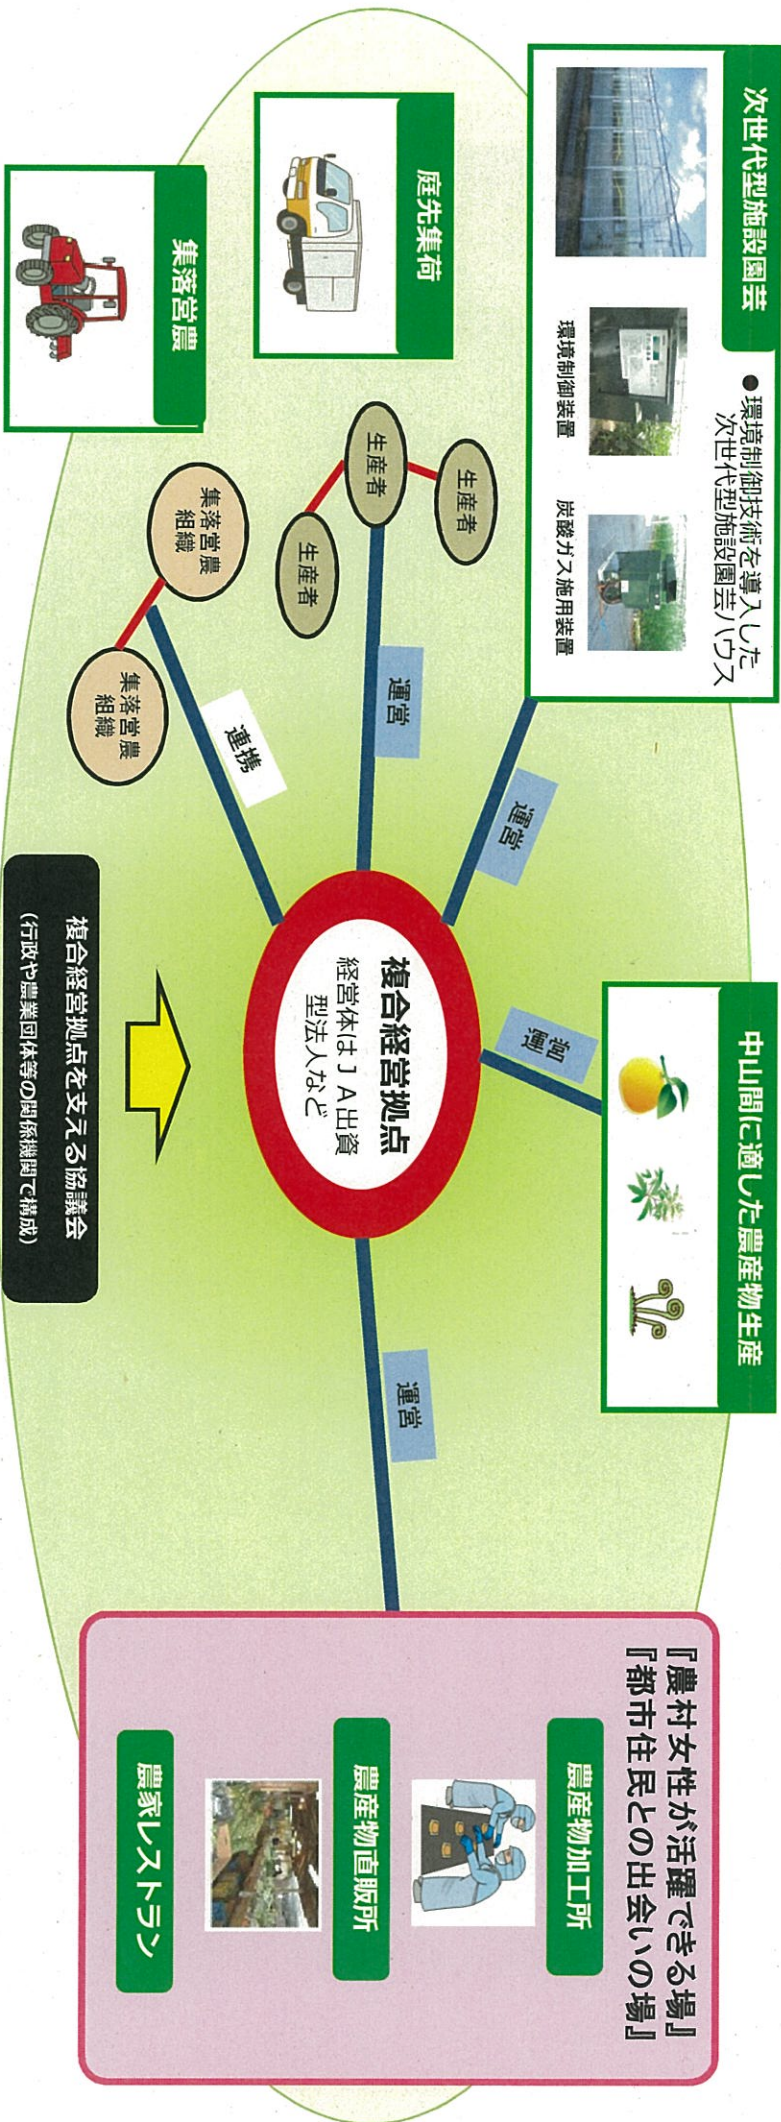 次世代型施設園芸
●環境制御技術を導入した
次世代型施設園芸ハウス
環境制御装置
炭酸ガス施用装置
中山間に適した農産物生産
『農村女性が活躍できる場』
『都市住民との出会いの場』
農産物加工所
農産物直販所
農家レストラン
庭先集荷
生産者
生産者
生産者
運営
運営
運営
運営
複合経営拠点
経営体はJA出資
型法人など
集落営農
集落営農
組織
集落営農
組織
連携
複合経営拠点を支える協議会
(行政や農業団体等の関係機関で構成)